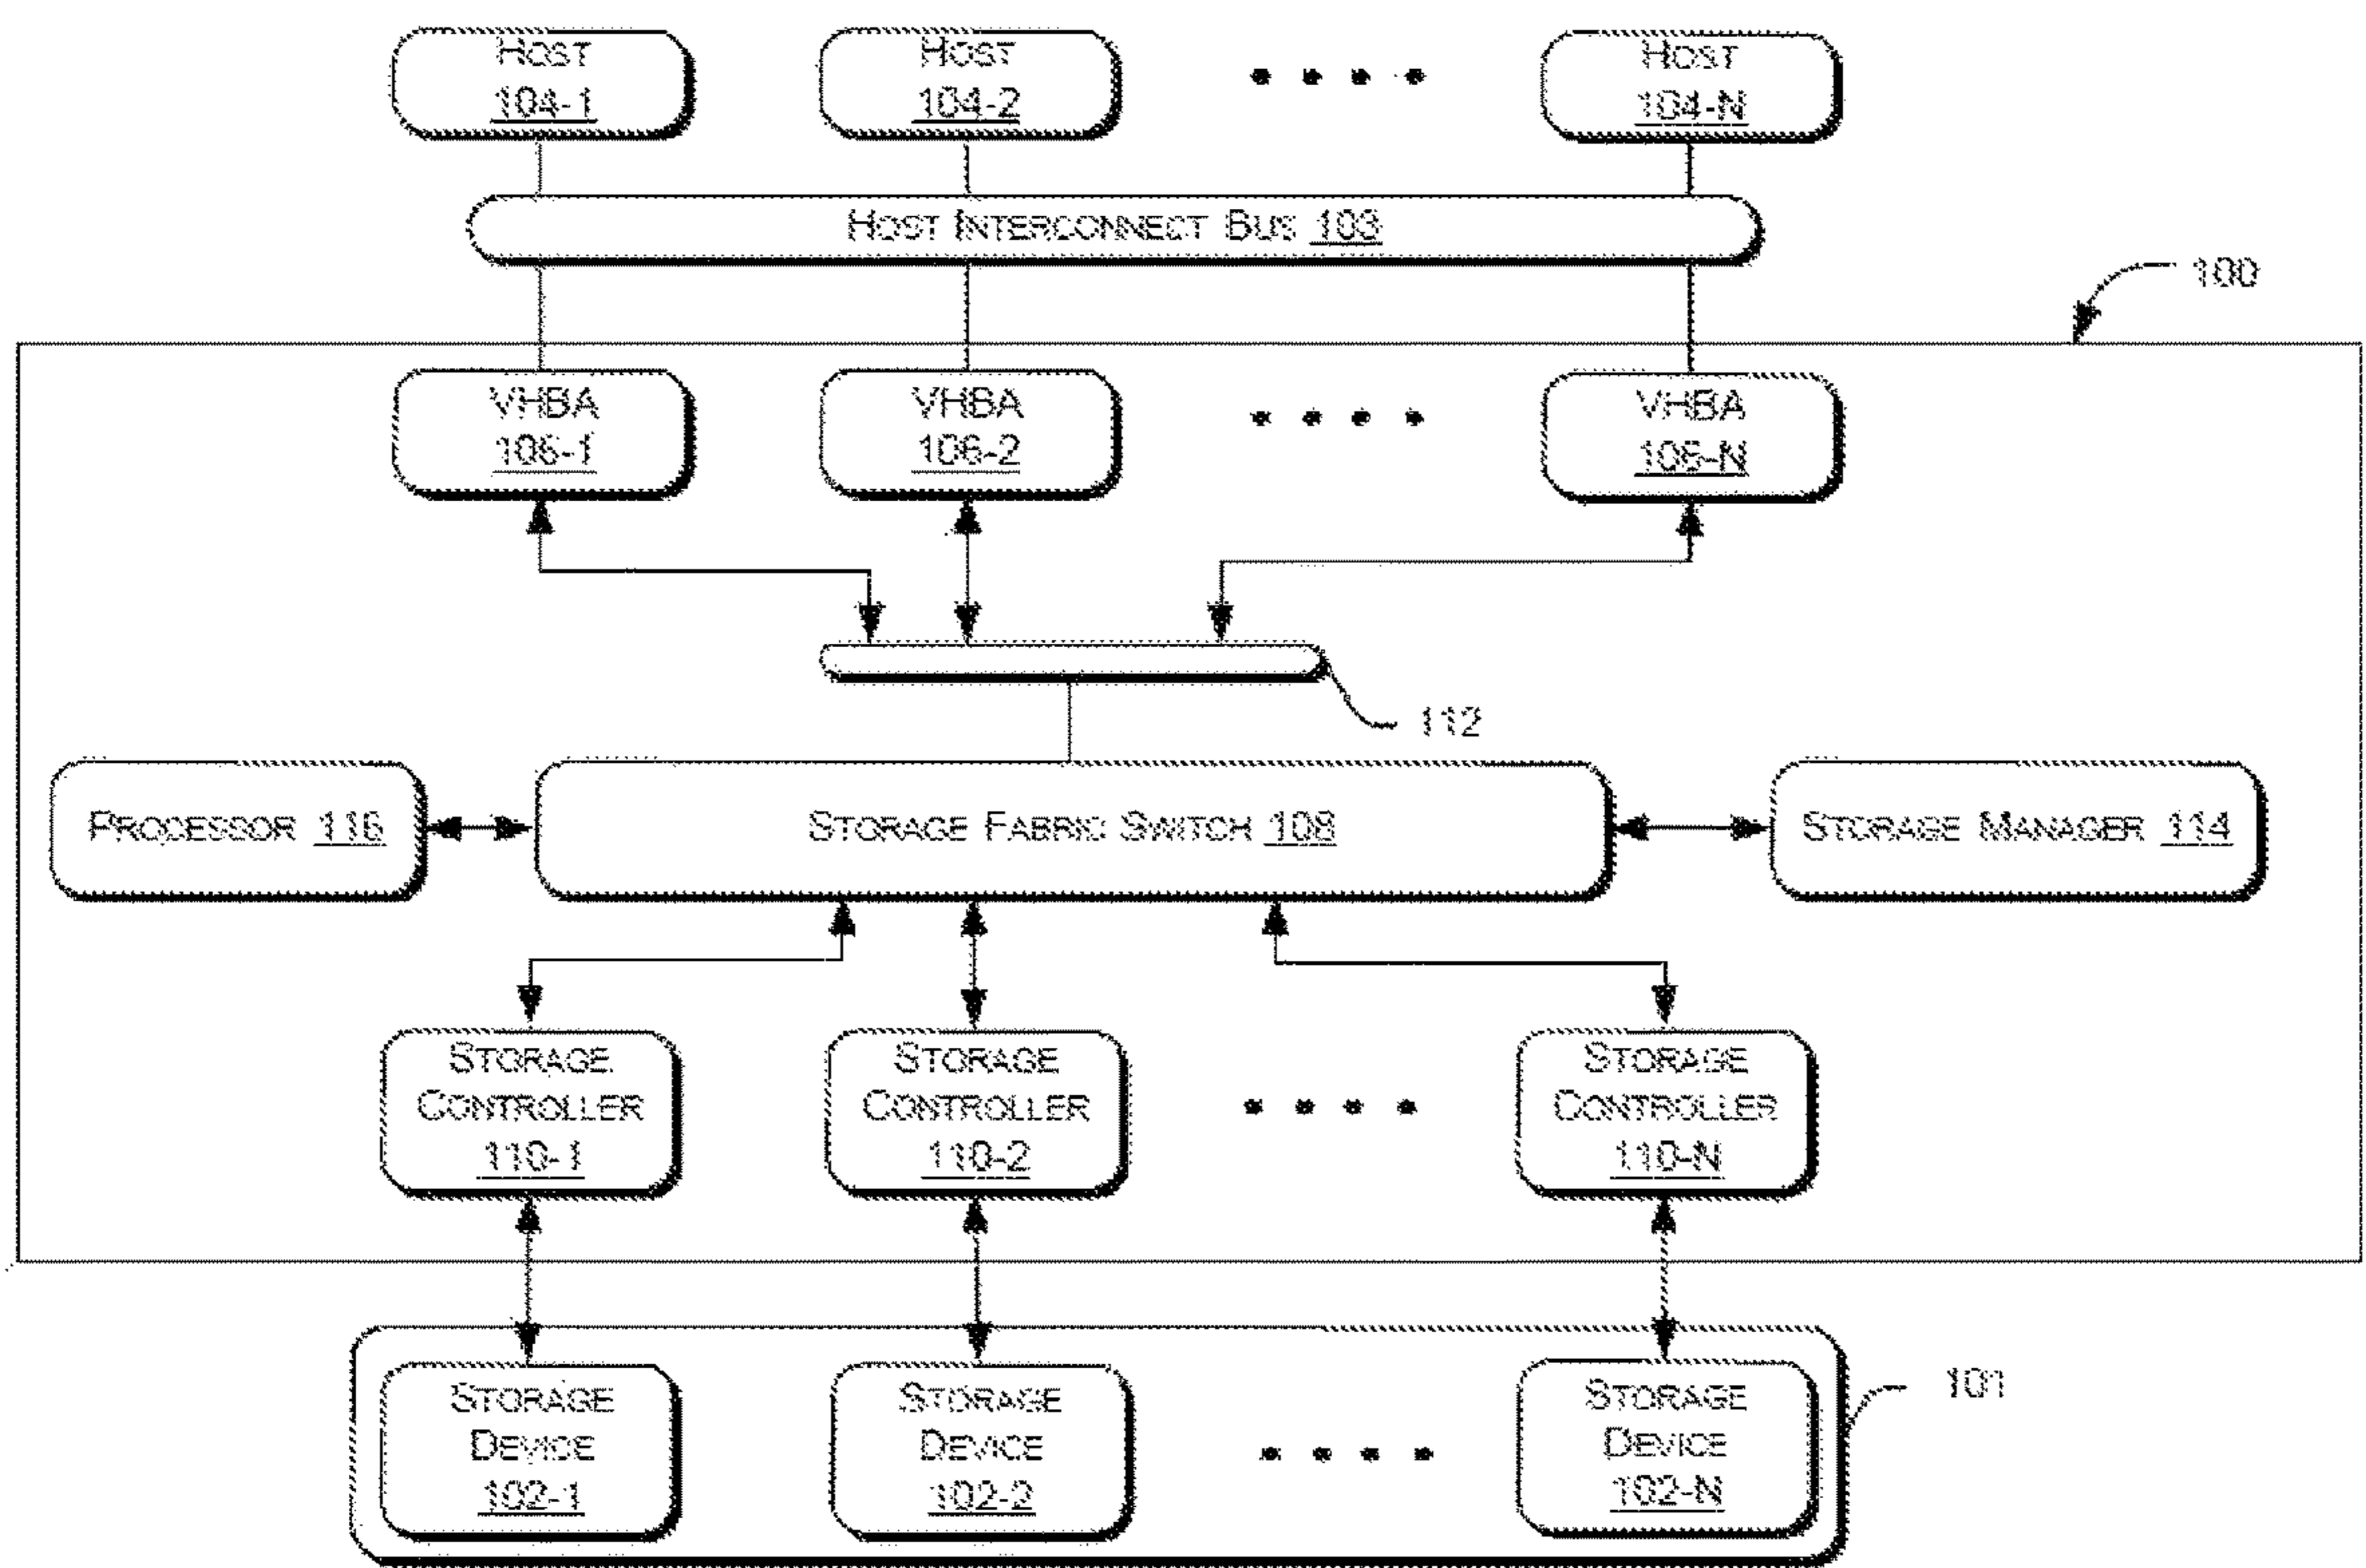 HOST
104-1
HOST
104-2
HOST
104-N
HOST INTERCONNECT BUS 103
100
VHBA
106-1
VHBA
106-2
VHBA
106-N
112
PROCESSOR 116
STORAGE FABRIC SWITCH 108
STORAGE MANAGER 114
STORAGE
CONTROLLER
110-1
STORAGE
CONTROLLER
110-2
STORAGE
CONTROLLER
110-N
STORAGE
DEVICE
102-1
STORAGE
DEVICE
102-2
STORAGE
DEVICE
102-N
101